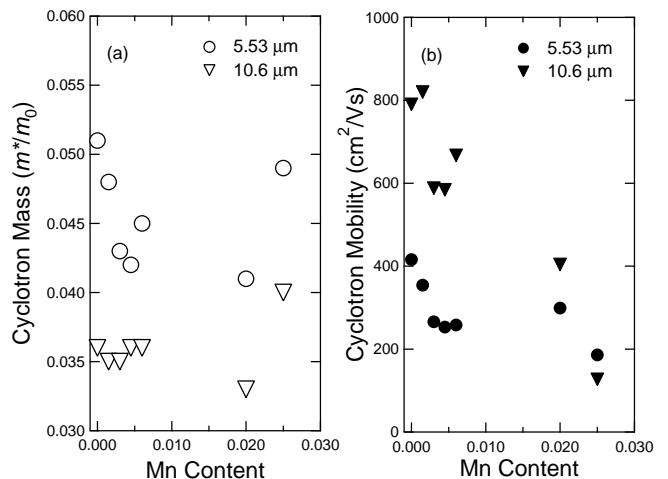 (a)
5.53 μm
10.6 μm
0.060
0.055
0.050
0.045
0.040
0.035
0.030
Cyclotron Mass (m*/m0)
0.000
0.010
0.020
0.030
Mn Content
(b)
5.53 μm
10.6 μm
1000
800
600
400
200
0
Cyclotron Mobility (cm2/Vs)
0.000
0.010
0.020
0.030
Mn Content